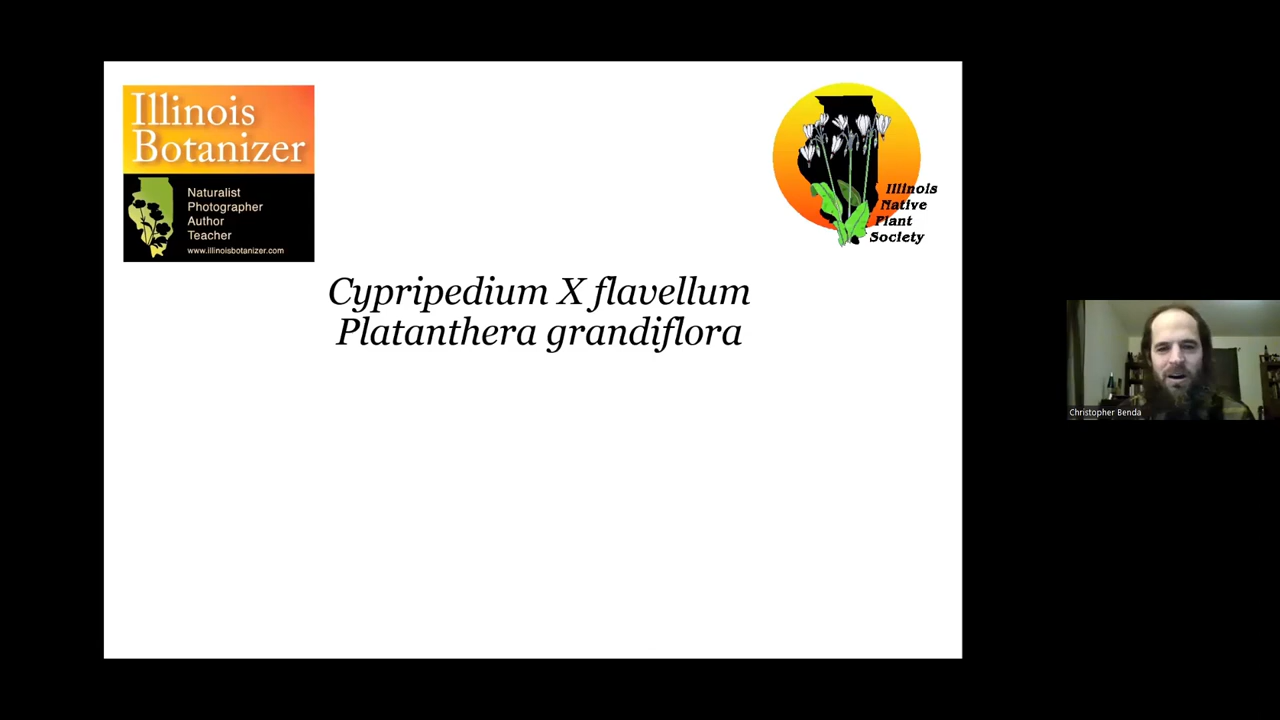 Illinois
Botanizer
Naturalist
Photographer
Author
Teacher
www.illinoisbotanizer.com
Illinois
Native
Plant
Society
Cypripedium X flavellum
Platanthera grandiflora
Christopher Benda